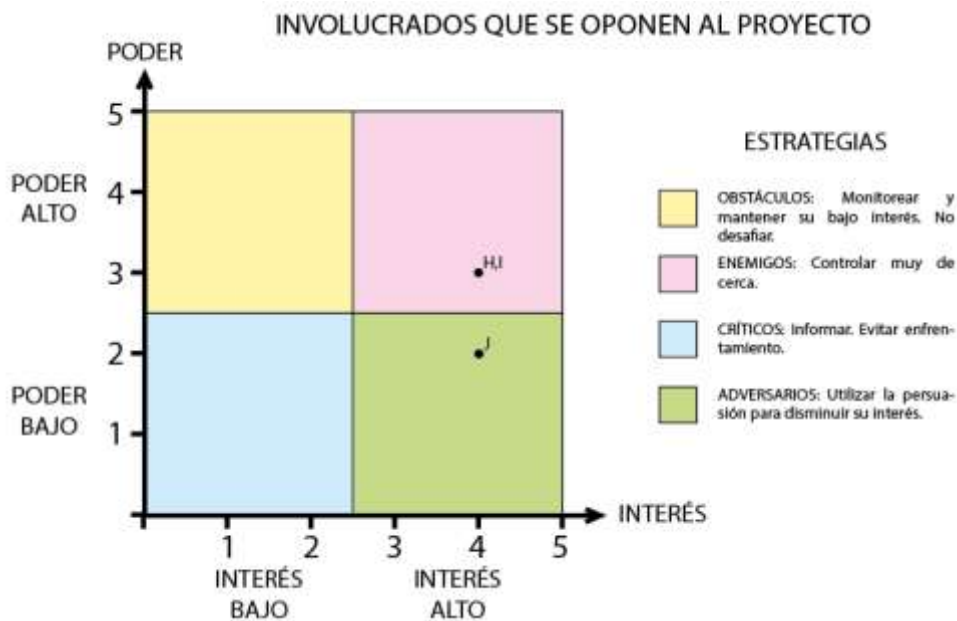 INVOLUCRADOS QUE SE OPONEN AL PROYECTO
PODER
5
PODER
ALTO
4
3
H,I
2
J
PODER
BAJO
1
INTERÉS
1
2
3
4
5
INTERÉS
BAJO
INTERÉS
ALTO
ESTRATEGIAS
OBSTÁCULOS: Monitorear y
mantener su bajo interés. No
desafiar.
ENEMIGOS: Controlar muy de
cerca.
CRÍTICOS: Informar. Evitar enfren-
tamiento.
ADVERSARIOS: Utilizar la persua-
sión para disminuir su interés.